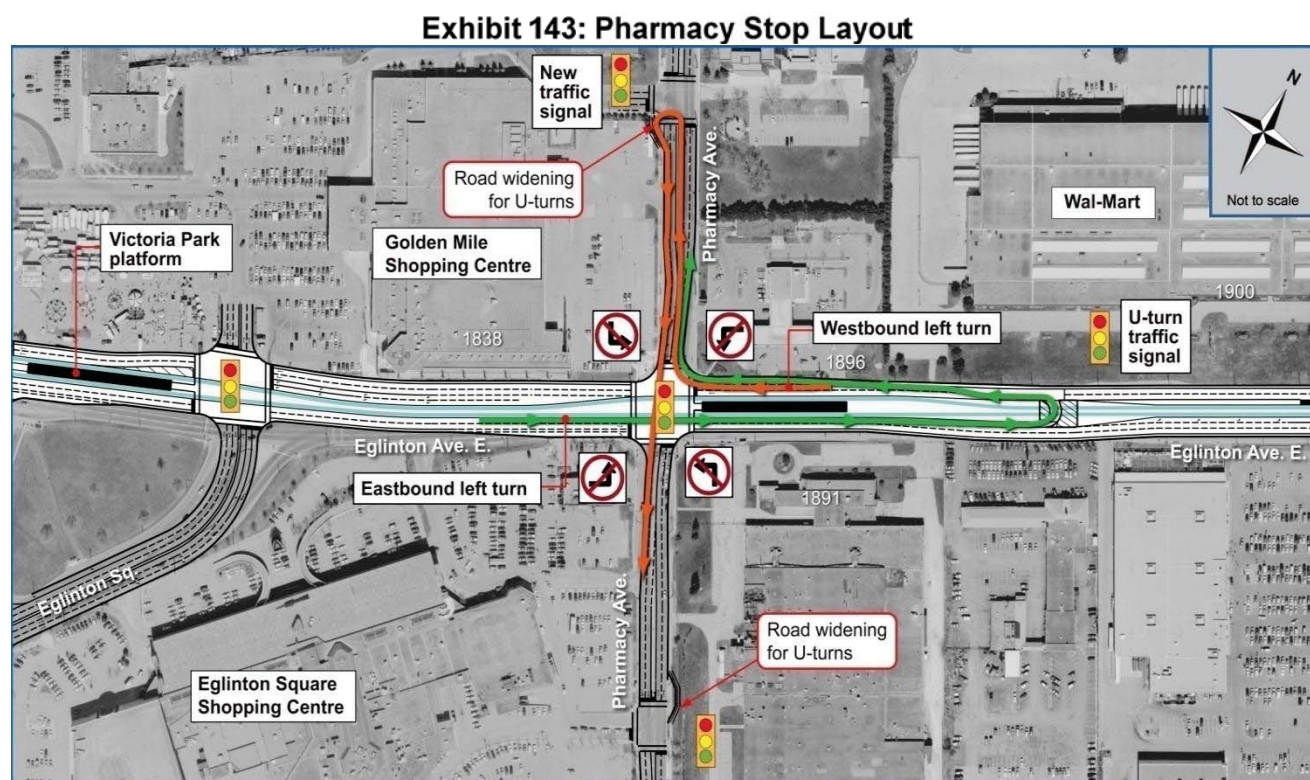 Exhibit 143: Pharmacy Stop Layout
New
traffic
signal
N
Not to scale
Road widening
for U-turns
Pharmacy Ave.
Wal-Mart
Victoria Park
platform
Golden Mile
Shopping Centre
1900
1838
Westbound left turn
U-turn
traffic
signal
1896
Eglinton Ave. E.
Eglinton Ave. E.
Eastbound left turn
1891
Eglinton Sq.
Pharmacy Ave.
Road widening
for U-turns
Eglinton Square
Shopping Centre